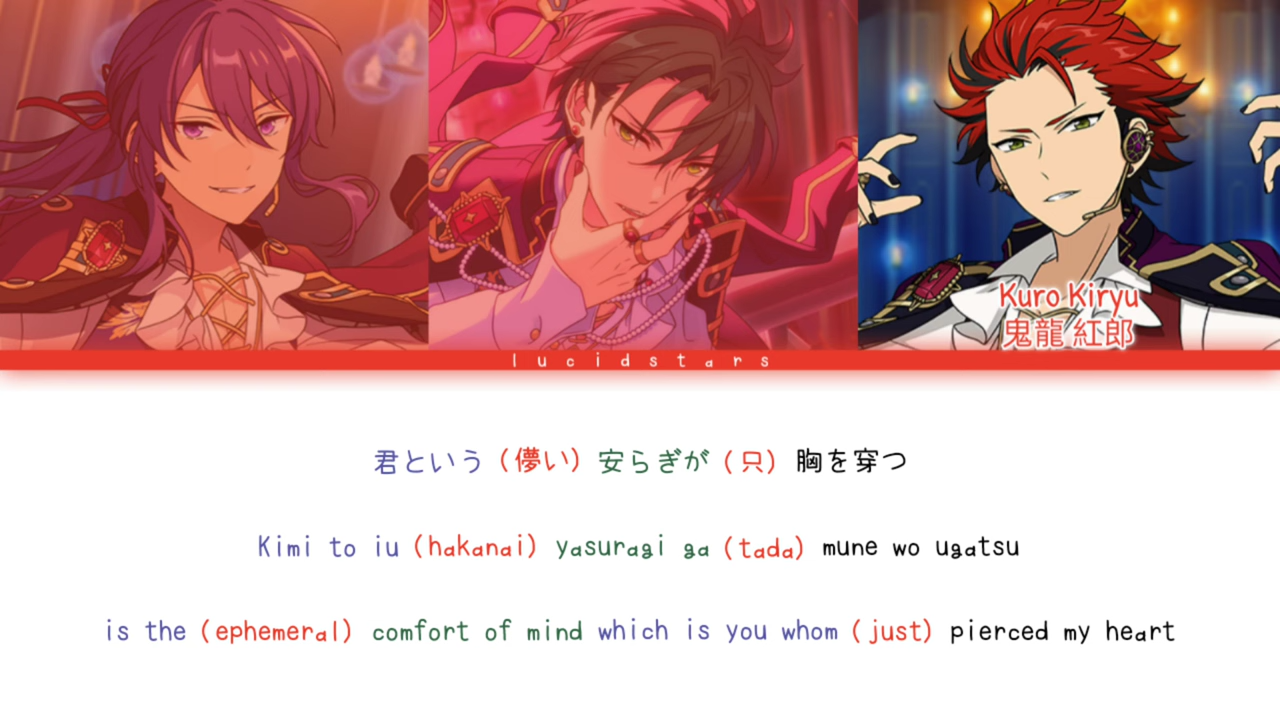 Kuro Kiryu
鬼龍 紅郎
lucidstars
君という (儚い) 安らぎが (只) 胸を穿つ
Kimi to iu (hakanai) yasuragi ga (tada) mune wo ugatsu
is the (ephemeral) comfort of mind which is you whom (just) pierced my heart